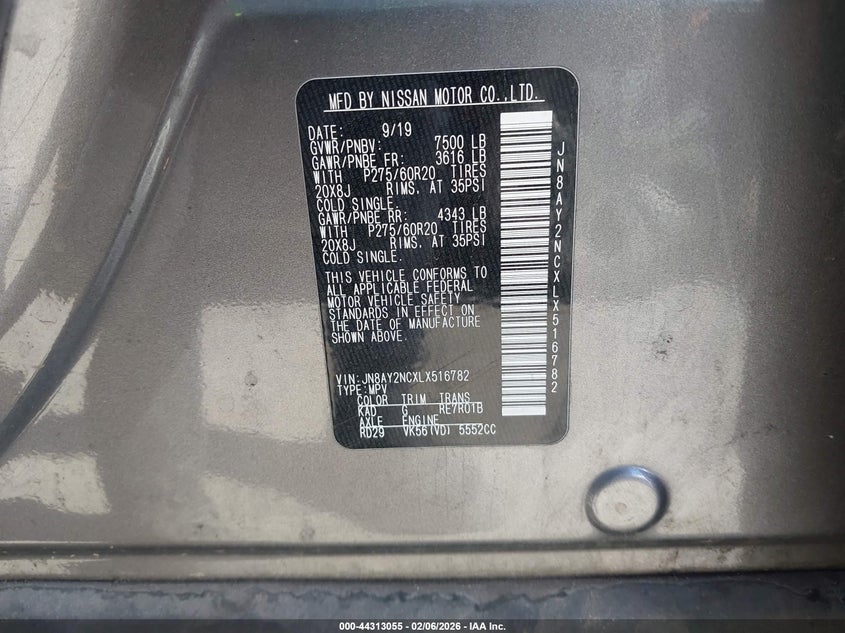 MFD BY NISSAN MOTOR CO.,LTD.
DATE: 9/19
GVWR/PNBV: 7500 LB
GAWR/PNBE FR: 3616 LB
WITH P275/60R20 TIRES
20X8J RIMS, AT 35PSI
COLD SINGLE.
GAWR/PNBE RR: 4343 LB
WITH P275/60R20 TIRES
20X8J RIMS, AT 35PSI
COLD SINGLE.
THIS VEHICLE CONFORMS TO
ALL APPLICABLE FEDERAL
MOTOR VEHICLE SAFETY
STANDARDS IN EFFECT ON
THE DATE OF MANUFACTURE
SHOWN ABOVE.
VIN:JN8AY2NCXLX516782
TYPE:MPV
COLOR TRIM TRANS
KAD G RE7R01B
AXLE ENGINE
RD29 VK56(VD) 5552CC
JN8AY2NCXLX516782
000-44313055 - 02/06/2026 - IAA Inc.